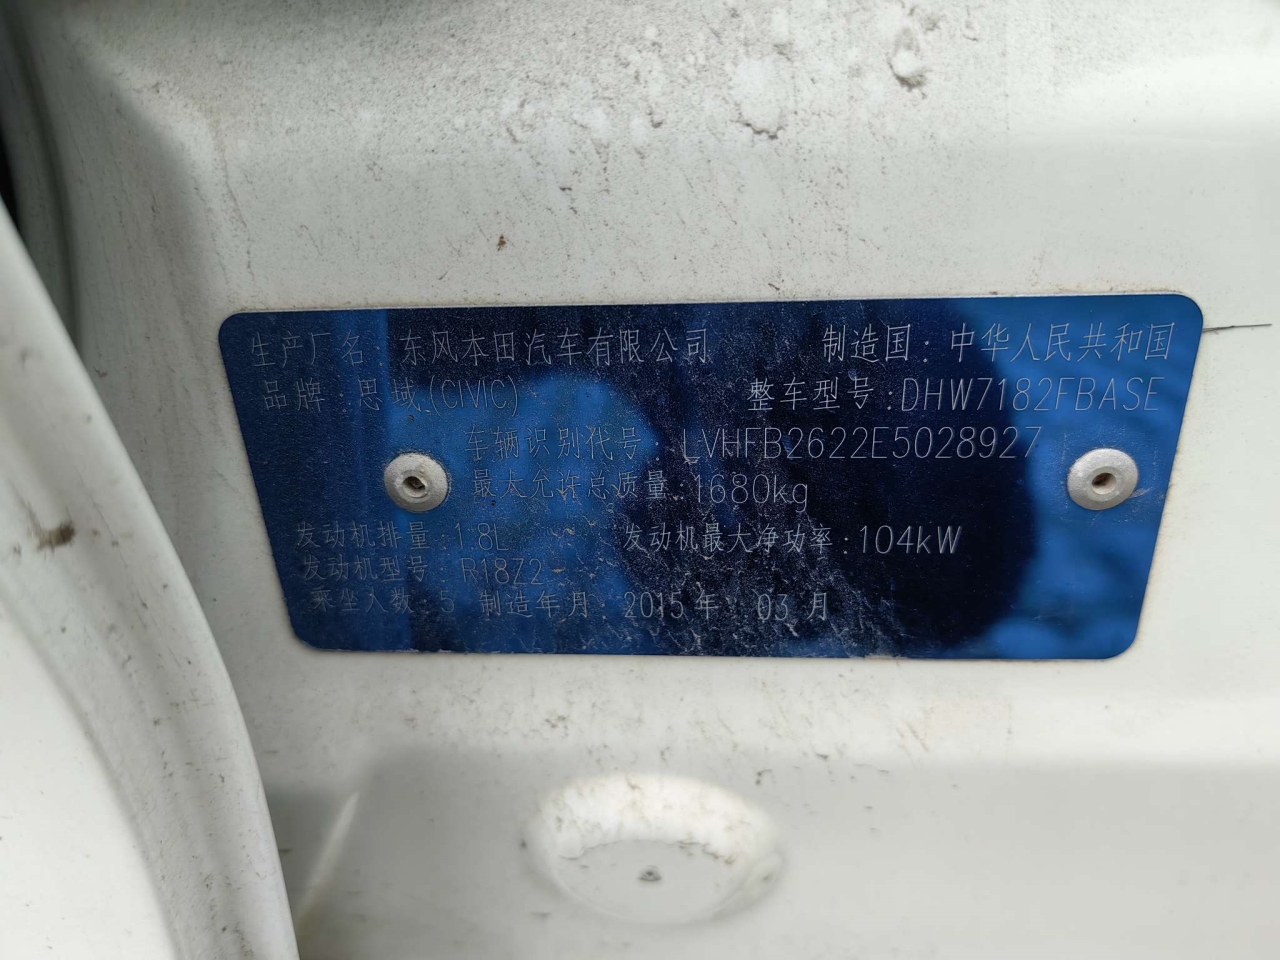 生产厂名：东风本田汽车有限公司 制造国：中华人民共和国
品牌：思域(CIVIC) 整车型号：DHW7182FBASE
车辆识别代号：LVHFB2622E5028927
最大允许总质量：1680kg
发动机排量：1.8L 发动机最大净功率：104kW
发动机型号：R18Z2
乘坐人数：5 制造年月：2015年 03月